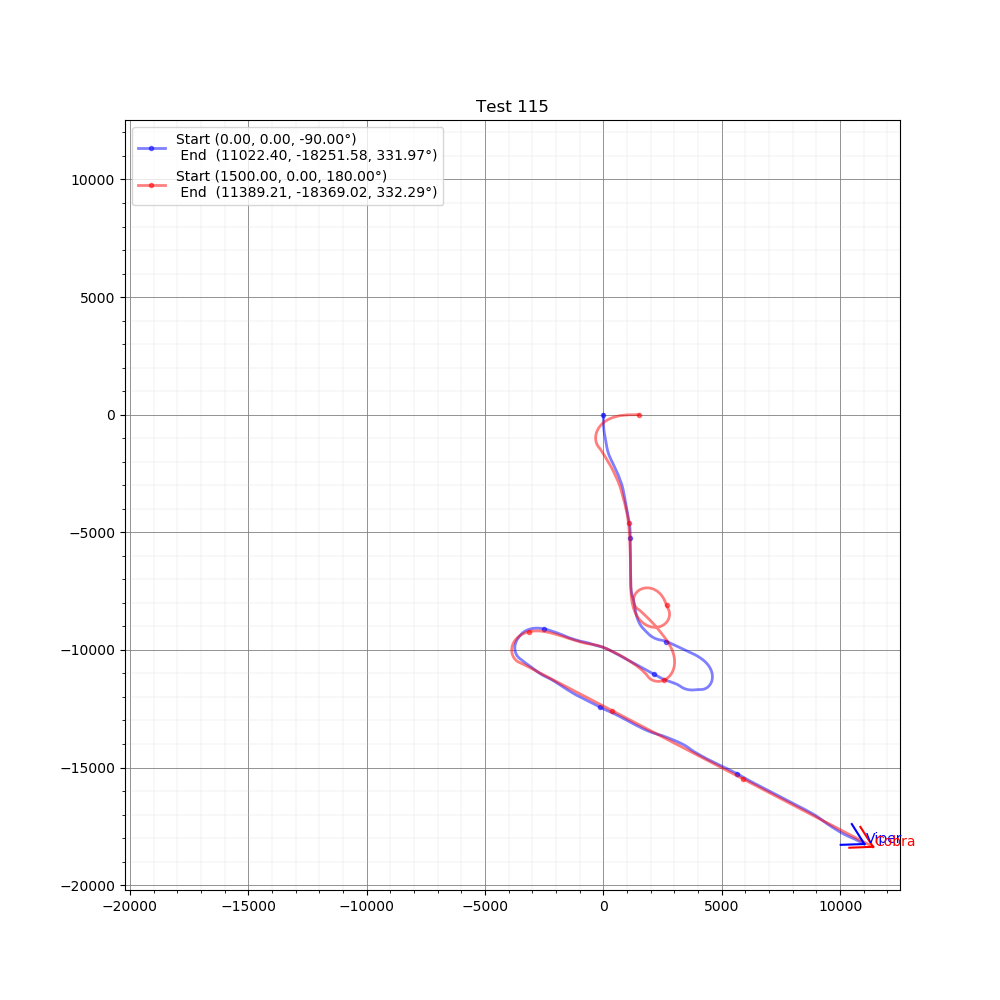 Test 115
Start (0.00, 0.00, -90.00°)
End  (11022.40, -18251.58, 331.97°)
Start (1500.00, 0.00, 180.00°)
End  (11389.21, -18369.02, 332.29°)
10000
5000
0
−5000
−10000
−15000
−20000
Viper
Cobra
−20000 −15000 −10000 −5000 0 5000 10000